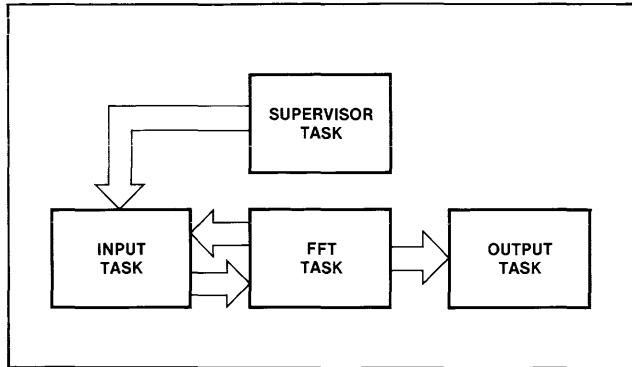 SUPERVISOR
TASK
INPUT
TASK
FFT
TASK
OUTPUT
TASK